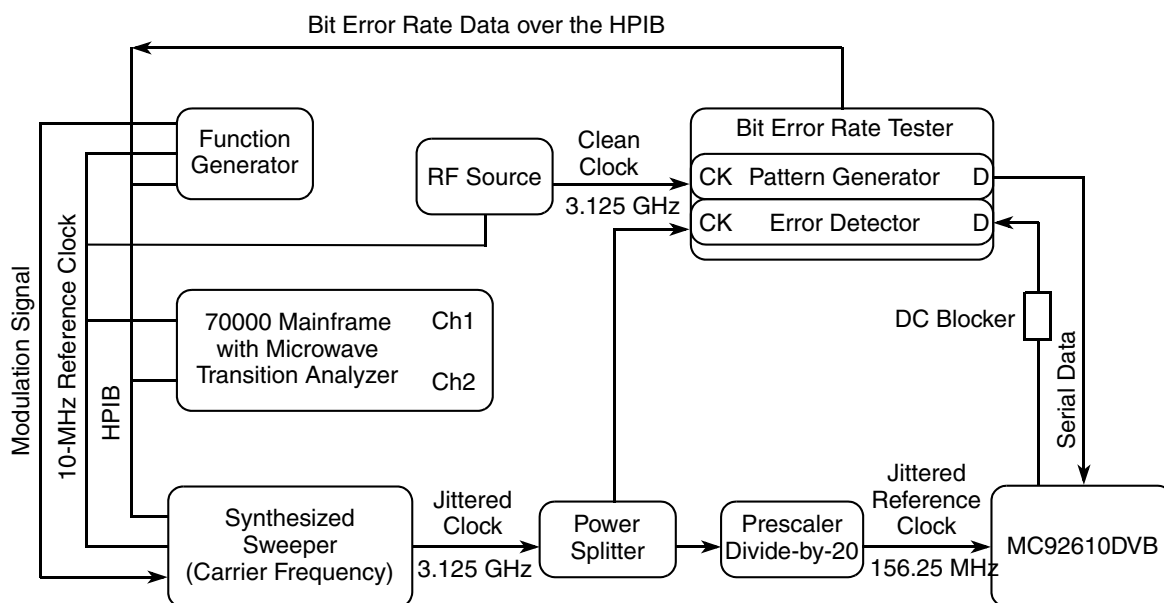 Bit Error Rate Data over the HPIB
Function
Generator
RF Source
Clean
Clock
3.125 GHz
Bit Error Rate Tester
CK Pattern Generator D
CK Error Detector D
Modulation Signal
10-MHz Reference Clock
HPIB
70000 Mainframe
with Microwave
Transition Analyzer
Ch1
Ch2
DC Blocker
Serial Data
Synthesized
Sweeper
(Carrier Frequency)
Jittered
Clock
3.125 GHz
Power
Splitter
Prescaler
Divide-by-20
Jittered
Reference
Clock
156.25 MHz
MC92610DVB